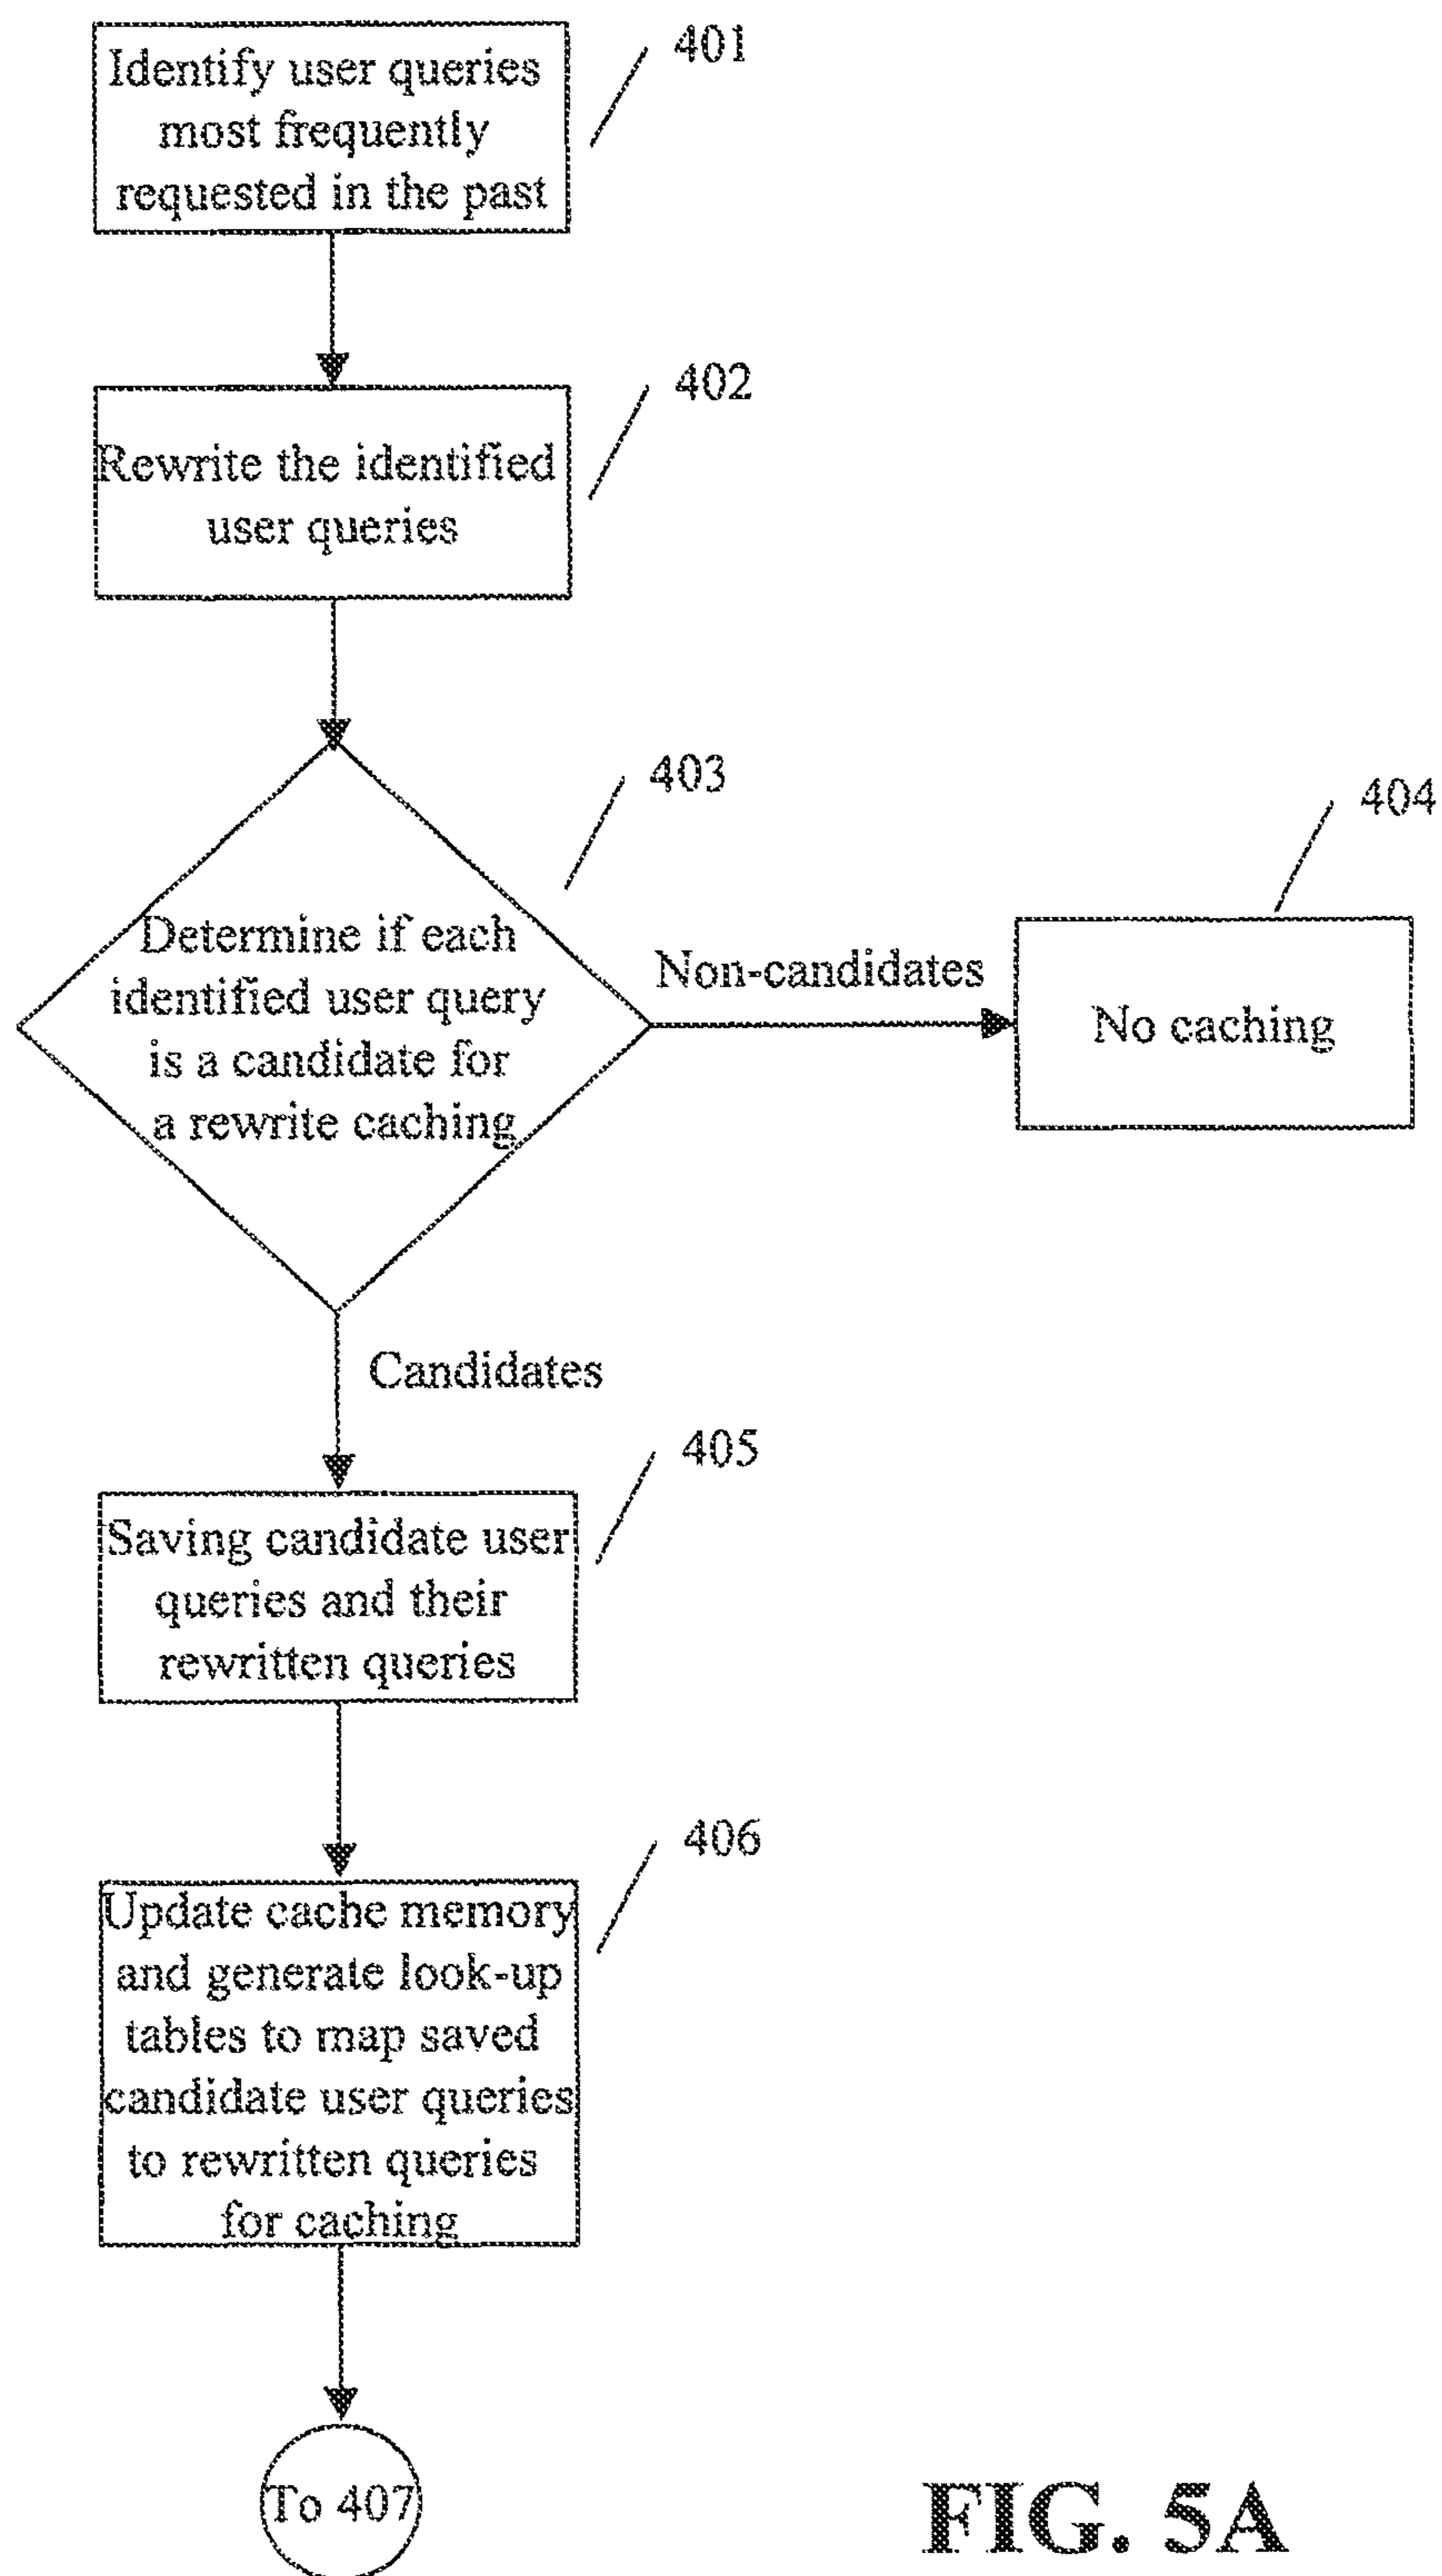 401
Identify user queries
most frequently
requested in the past
402
Rewrite the identified
user queries
403
404
Determine if each
identified user query
is a candidate for
a rewrite caching
Non-candidates
No caching
Candidates
405
Saving candidate user
queries and their
rewritten queries
406
Update cache memory
and generate look-up
tables to map saved
candidate user queries
to rewritten queries
for caching
To 407
FIG. 5A